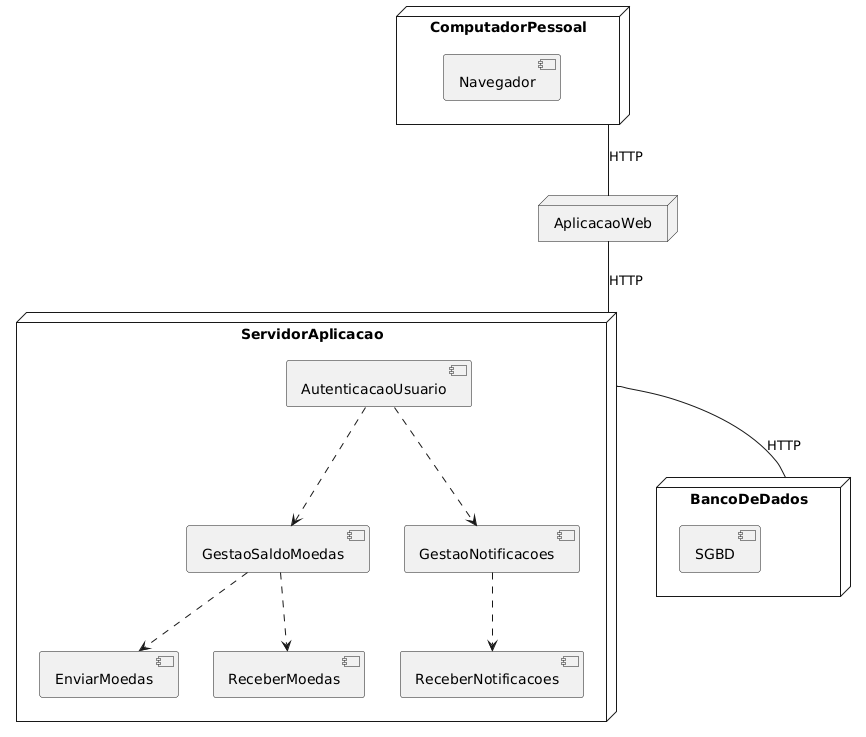 ComputadorPessoal
Navegador
HTTP
AplicacaoWeb
HTTP
ServidorAplicacao
AutenticacaoUsuario
HTTP
BancoDeDados
SGBD
GestaoSaldoMoedas
GestaoNotificacoes
EnviarMoedas
ReceberMoedas
ReceberNotificacoes